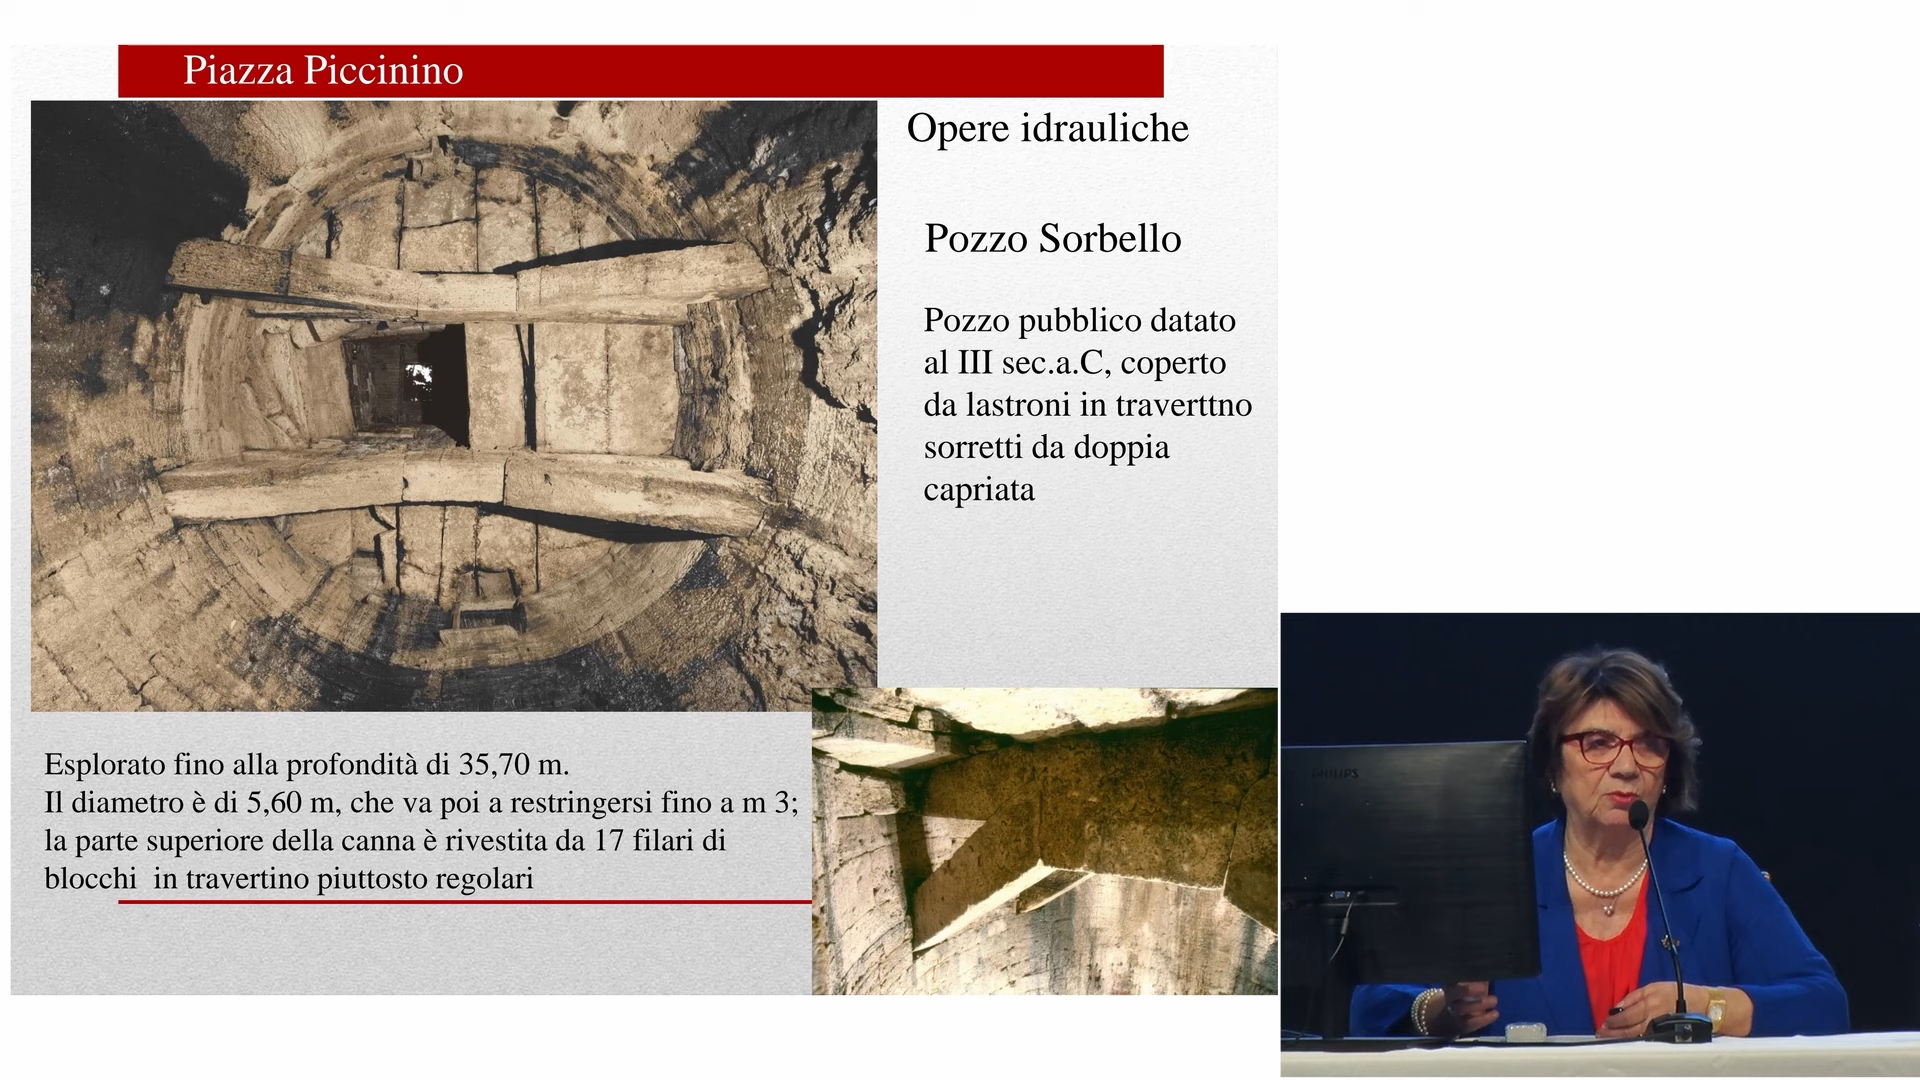 Piazza Piccinino
Opere idrauliche
Pozzo Sorbello
Pozzo pubblico datato
al III sec.a.C, coperto
da lastroni in traverttno
sorretti da doppia
capriata
Esplorato fino alla profondità di 35,70 m.
Il diametro è di 5,60 m, che va poi a restringersi fino a m 3;
la parte superiore della canna è rivestita da 17 filari di
blocchi  in travertino piuttosto regolari
PHILIPS